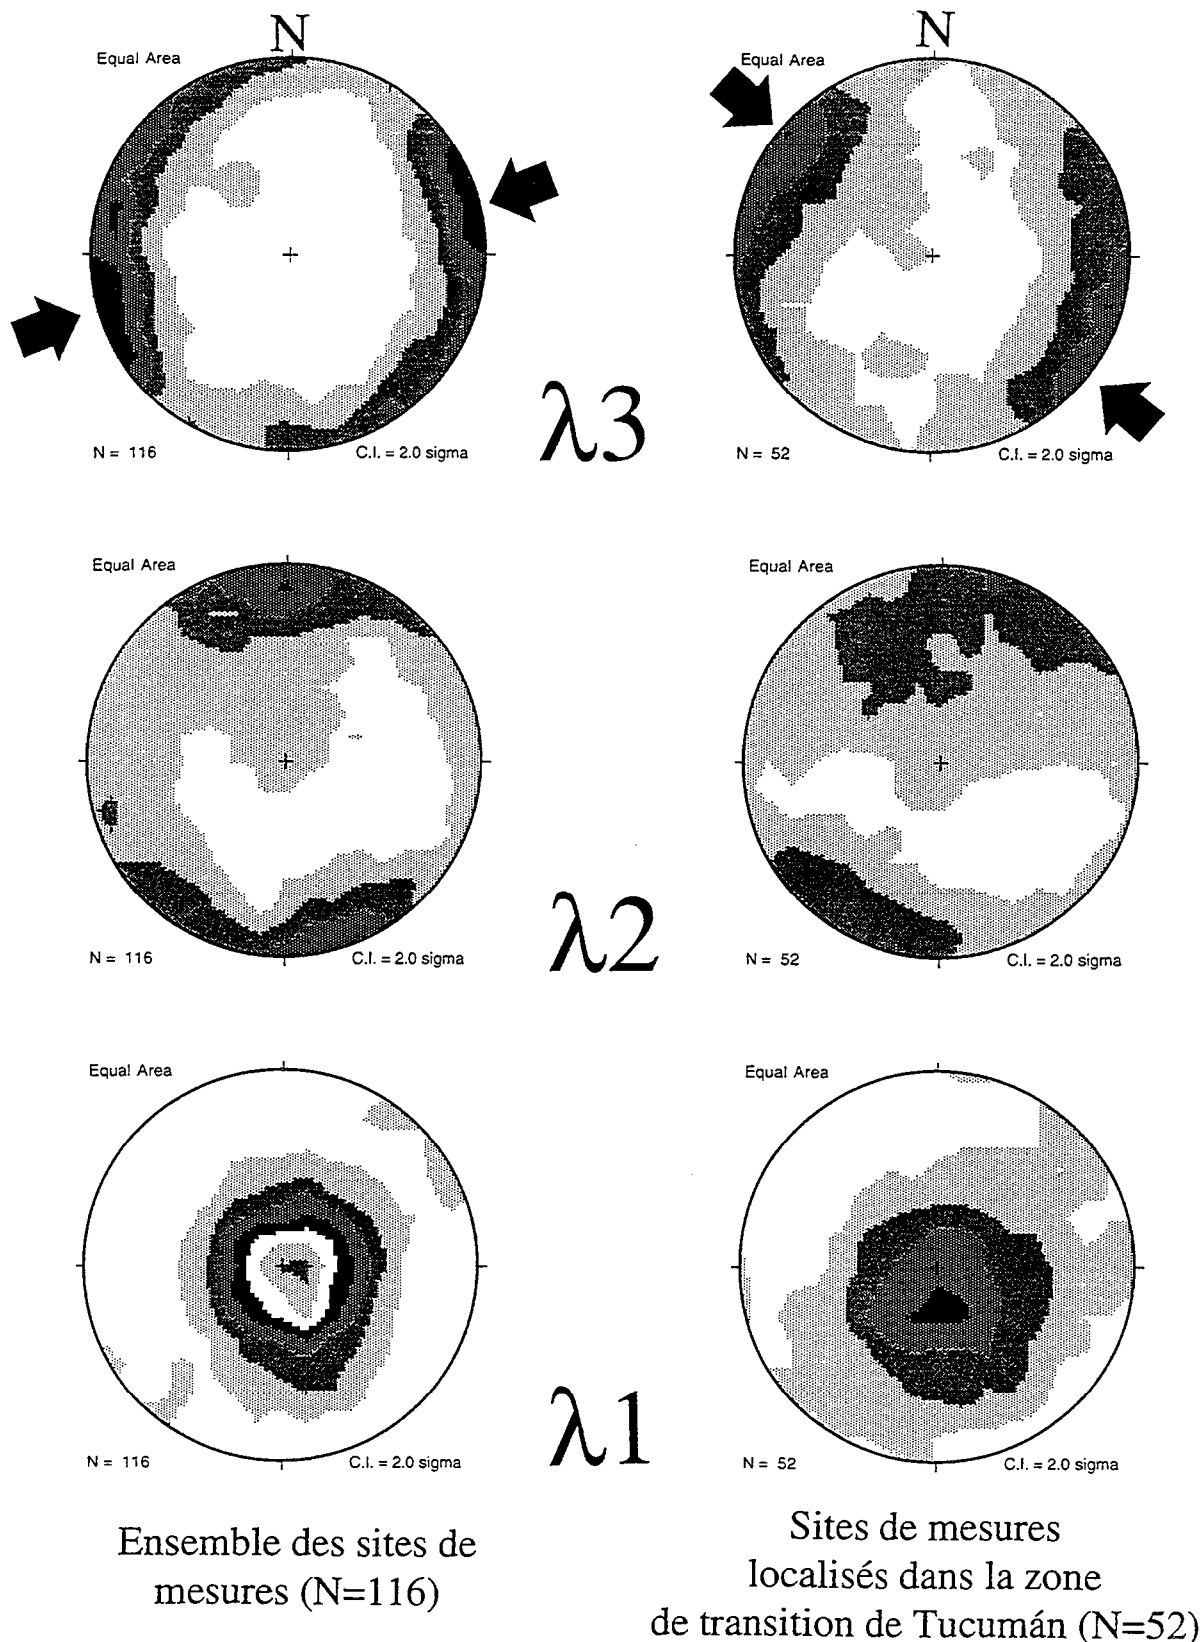 N
N
Equal Area
Equal Area
N = 116
C.I. = 2.0 sigma
λ3
N = 52
C.I. = 2.0 sigma
Equal Area
Equal Area
N = 116
C.I. = 2.0 sigma
λ2
N = 52
C.I. = 2.0 sigma
Equal Area
Equal Area
N = 116
C.I. = 2.0 sigma
λ1
N = 52
C.I. = 2.0 sigma
Ensemble des sites de
mesures (N=116)
Sites de mesures
localisés dans la zone
de transition de Tucumán (N=52)